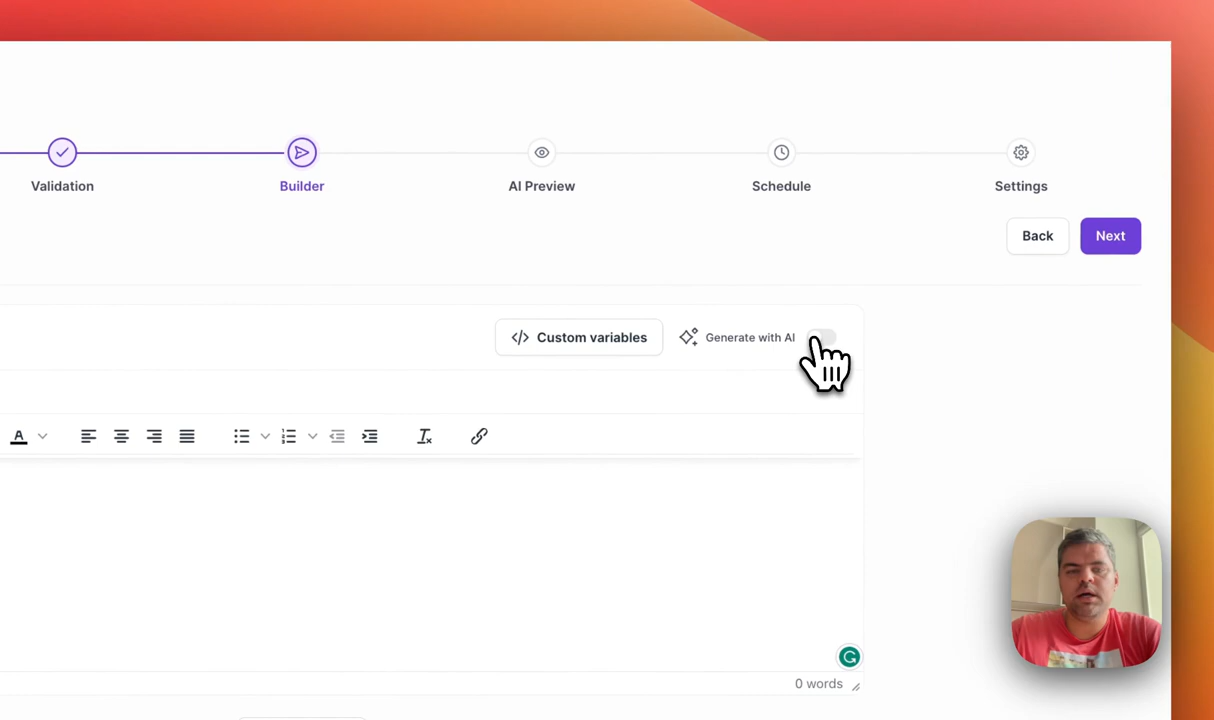 Validation
Builder
AI Preview
Schedule
Settings
Back
Next
Custom variables
Generate with AI
0 words